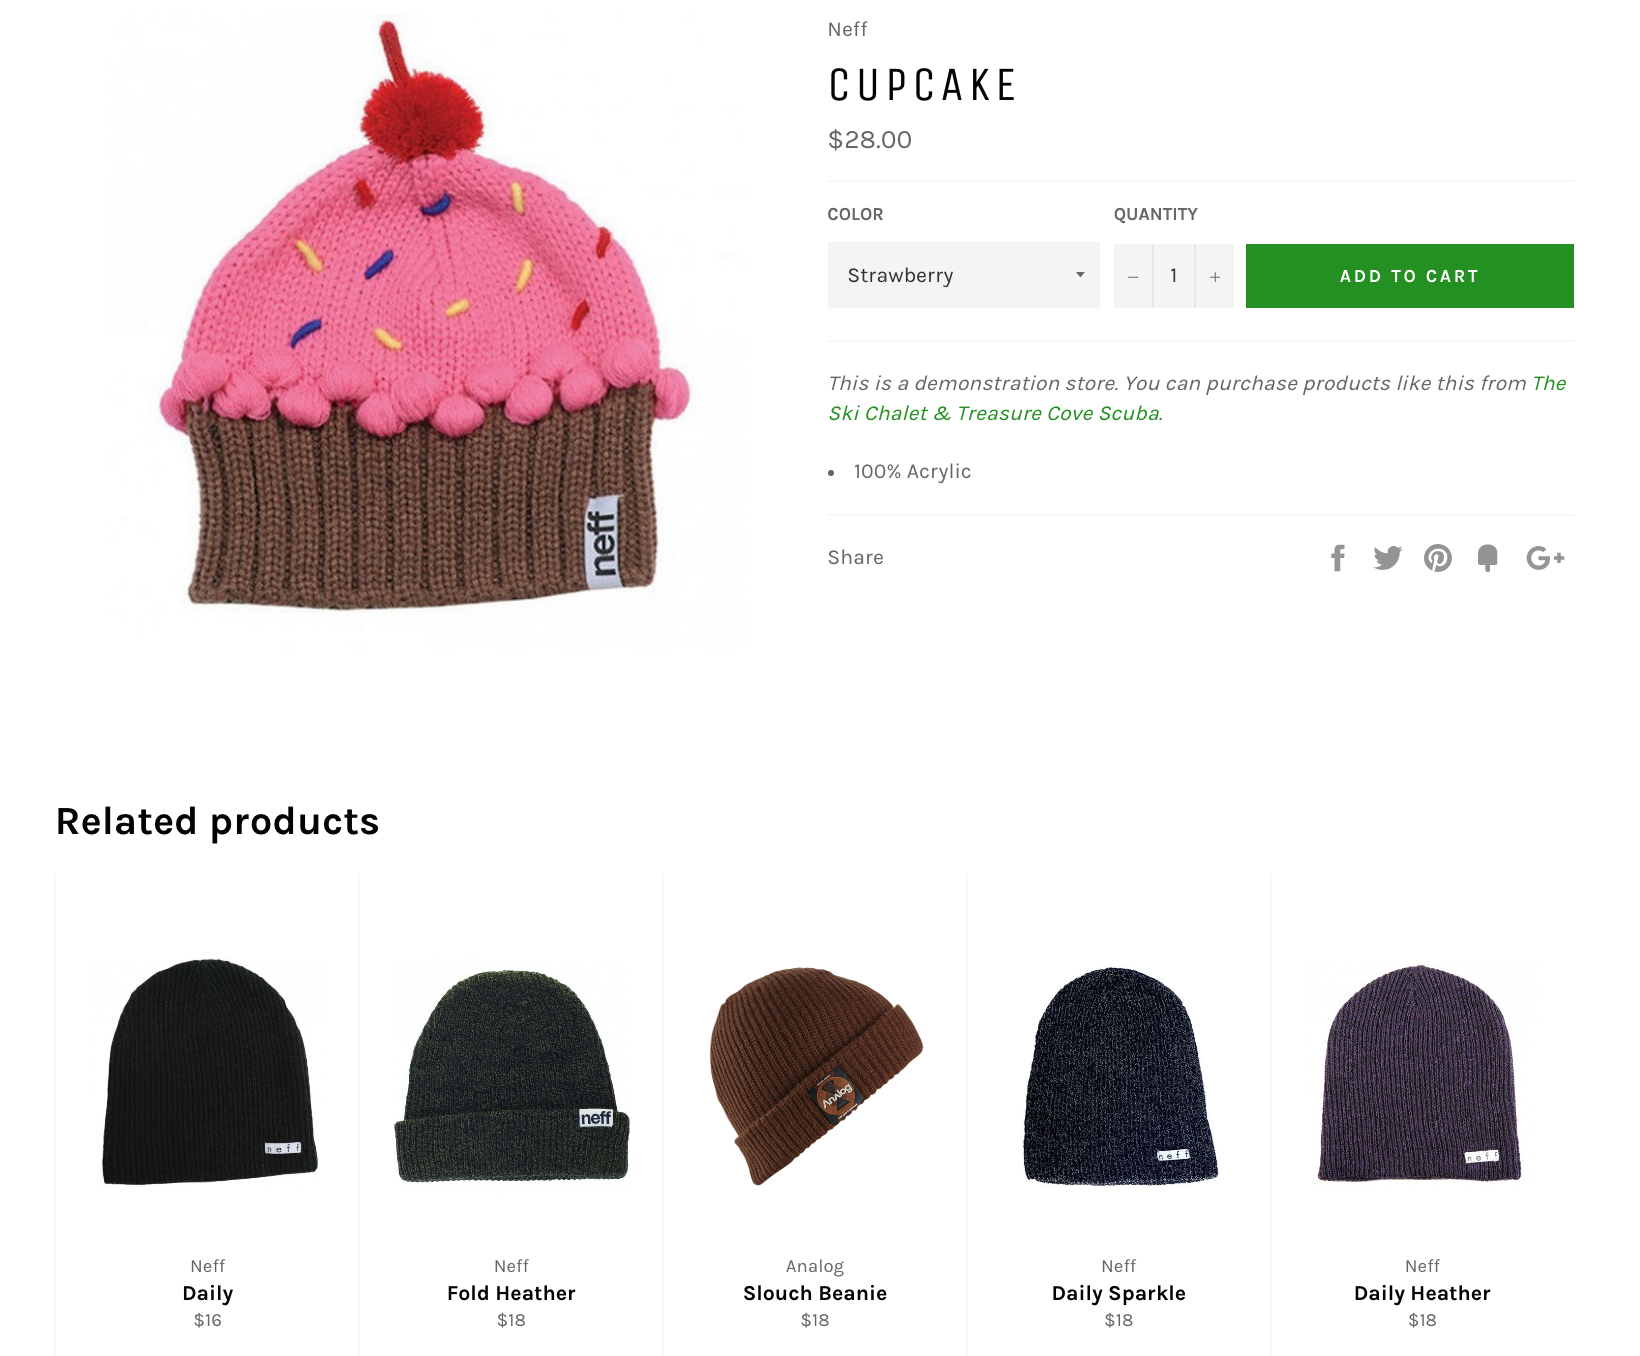 Neff
CUPCAKE
$28.00
COLOR
QUANTITY
Strawberry
− 1 +
ADD TO CART
This is a demonstration store. You can purchase products like this from The
Ski Chalet & Treasure Cove Scuba.
• 100% Acrylic
Share
G+
neff
Related products
neff
neff
Analog
neff
neff
Neff
Daily
$16
Neff
Fold Heather
$18
Analog
Slouch Beanie
$18
Neff
Daily Sparkle
$18
Neff
Daily Heather
$18